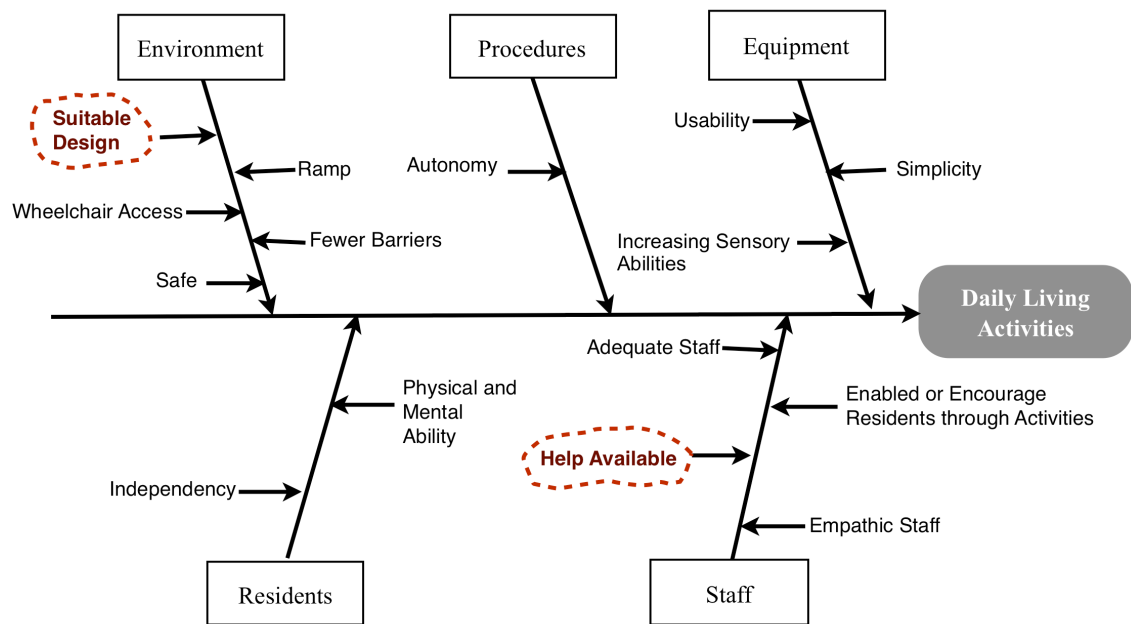 Environment
Procedures
Equipment
Suitable
Design
Usability
Autonomy
Ramp
Simplicity
Wheelchair Access
Fewer Barriers
Increasing Sensory
Abilities
Safe
Daily Living
Activities
Adequate Staff
Physical and
Mental
Ability
Enabled or Encourage
Residents through Activities
Help Available
Independency
Empathic Staff
Residents
Staff